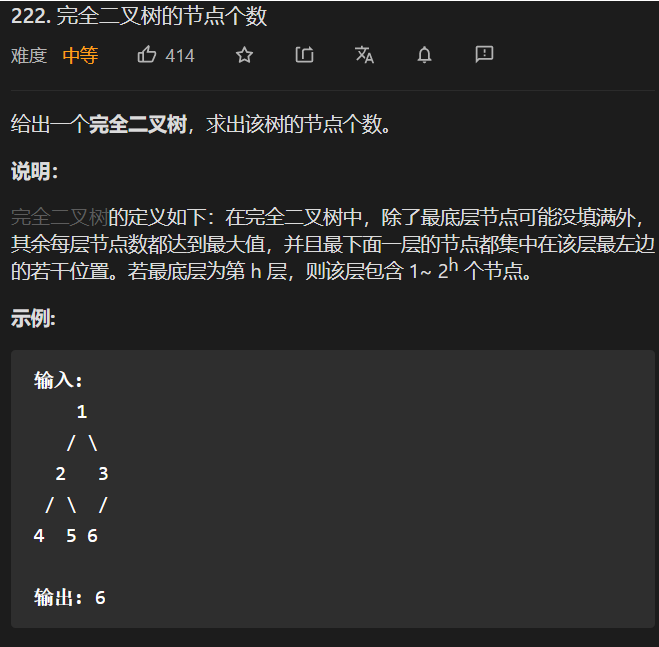 222. 完全二叉树的节点个数
难度 中等 414
给出一个完全二叉树，求出该树的节点个数。
说明：
完全二叉树的定义如下：在完全二叉树中，除了最底层节点可能没填满外，
其余每层节点数都达到最大值，并且最下面一层的节点都集中在该层最左边
的若干位置。若最底层为第 h 层，则该层包含 1~ 2^h 个节点。
示例:
输入:
1
/ \
2 3
/ \ /
4 5 6
输出: 6